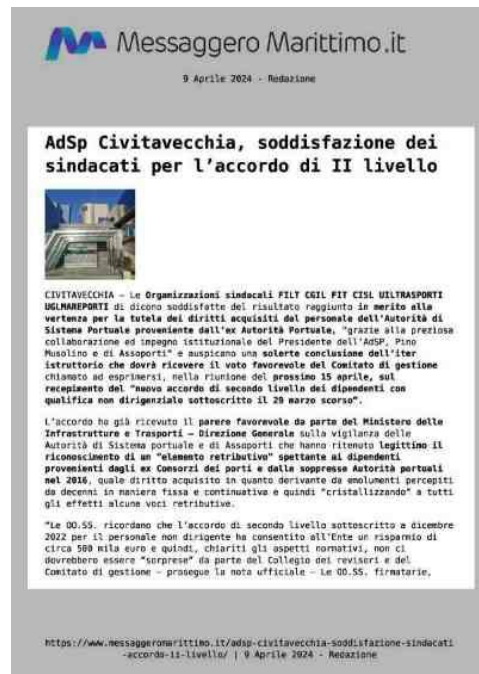 Messaggero Marittimo.it
9 Aprile 2024 - Redazione
AdSp Civitavecchia, soddisfazione dei
sindacati per l'accordo di II livello
CIVITAVECCHIA – Le Organizzazioni sindacali FILT CGIL FIT CISL UILTRASPORTI
UGLMAREPORTI di dicono soddisfatte del risultato raggiunto in merito alla
vertenza per la tutela dei diritti acquisiti dal personale dell'Autorità di
Sistema Portuale proveniente dall'ex Autorità Portuale, "grazie alla preziosa
collaborazione ed impegno istituzionale del Presidente dell'AdSP, Pino
Musolino e di Assoporti" e auspicano una solerte conclusione dell'iter
istruttorio che dovrà ricevere il voto favorevole del Comitato di gestione
chiamato ad esprimersi, nella riunione del prossimo 15 aprile, sul
recepimento del "nuovo accordo di secondo livello dei dipendenti con
qualifica non dirigenziale sottoscritto il 29 marzo scorso".
L'accordo ha già ricevuto il parere favorevole da parte del Ministero delle
Infrastrutture e Trasporti – Direzione Generale sulla vigilanza delle
Autorità di Sistema portuale e di Assoporti che hanno ritenuto legittimo il
riconoscimento di un "elemento retributivo" spettante ai dipendenti
provenienti dagli ex Consorzi dei porti e dalla soppresse Autorità portuali
nel 2016, quale diritto acquisito in quanto derivante da emolumenti percepiti
da decenni in maniera fissa e continuativa e quindi "cristallizzando" a tutti
gli effetti alcune voci retributive.
"Le OO.SS. ricordano che l'accordo di secondo livello sottoscritto a dicembre
2022 per il personale non dirigente ha consentito all'Ente un risparmio di
circa 500 mila euro e quindi, chiariti gli aspetti normativi, non ci
dovrebbero essere "sorprese" da parte del Collegio dei revisori e del
Comitato di gestione – prosegue la nota ufficiale – Le OO.SS. firmatarie,
https://www.messaggeromarittimo.it/adsp-civitavecchia-soddisfazione-sindacati
-accordo-ii-livello/ | 9 Aprile 2024 - Redazione